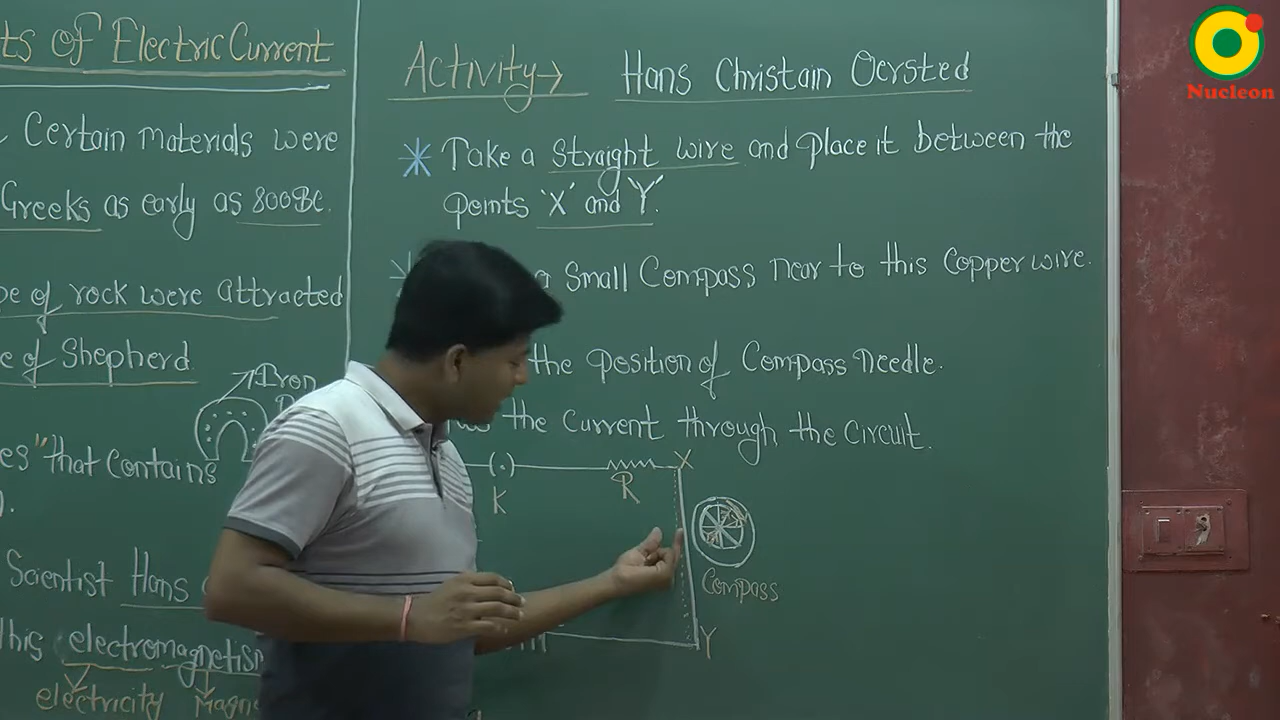 ts of Electric Current
Certain materials were
Greeks as early as 800BC.
of rock were attracted
of Shepherd
Iron
"that contains
Scientist Hans
This electromagnetism
electricity Magn
Activity→ Hans Christain Oersted
Take a straight wire and place it between the
points 'X' and 'Y'.
a small compass near to this copper wire.
the position of compass needle.
the current through the circuit.
K
R
X
Compass
Y
Nucleon